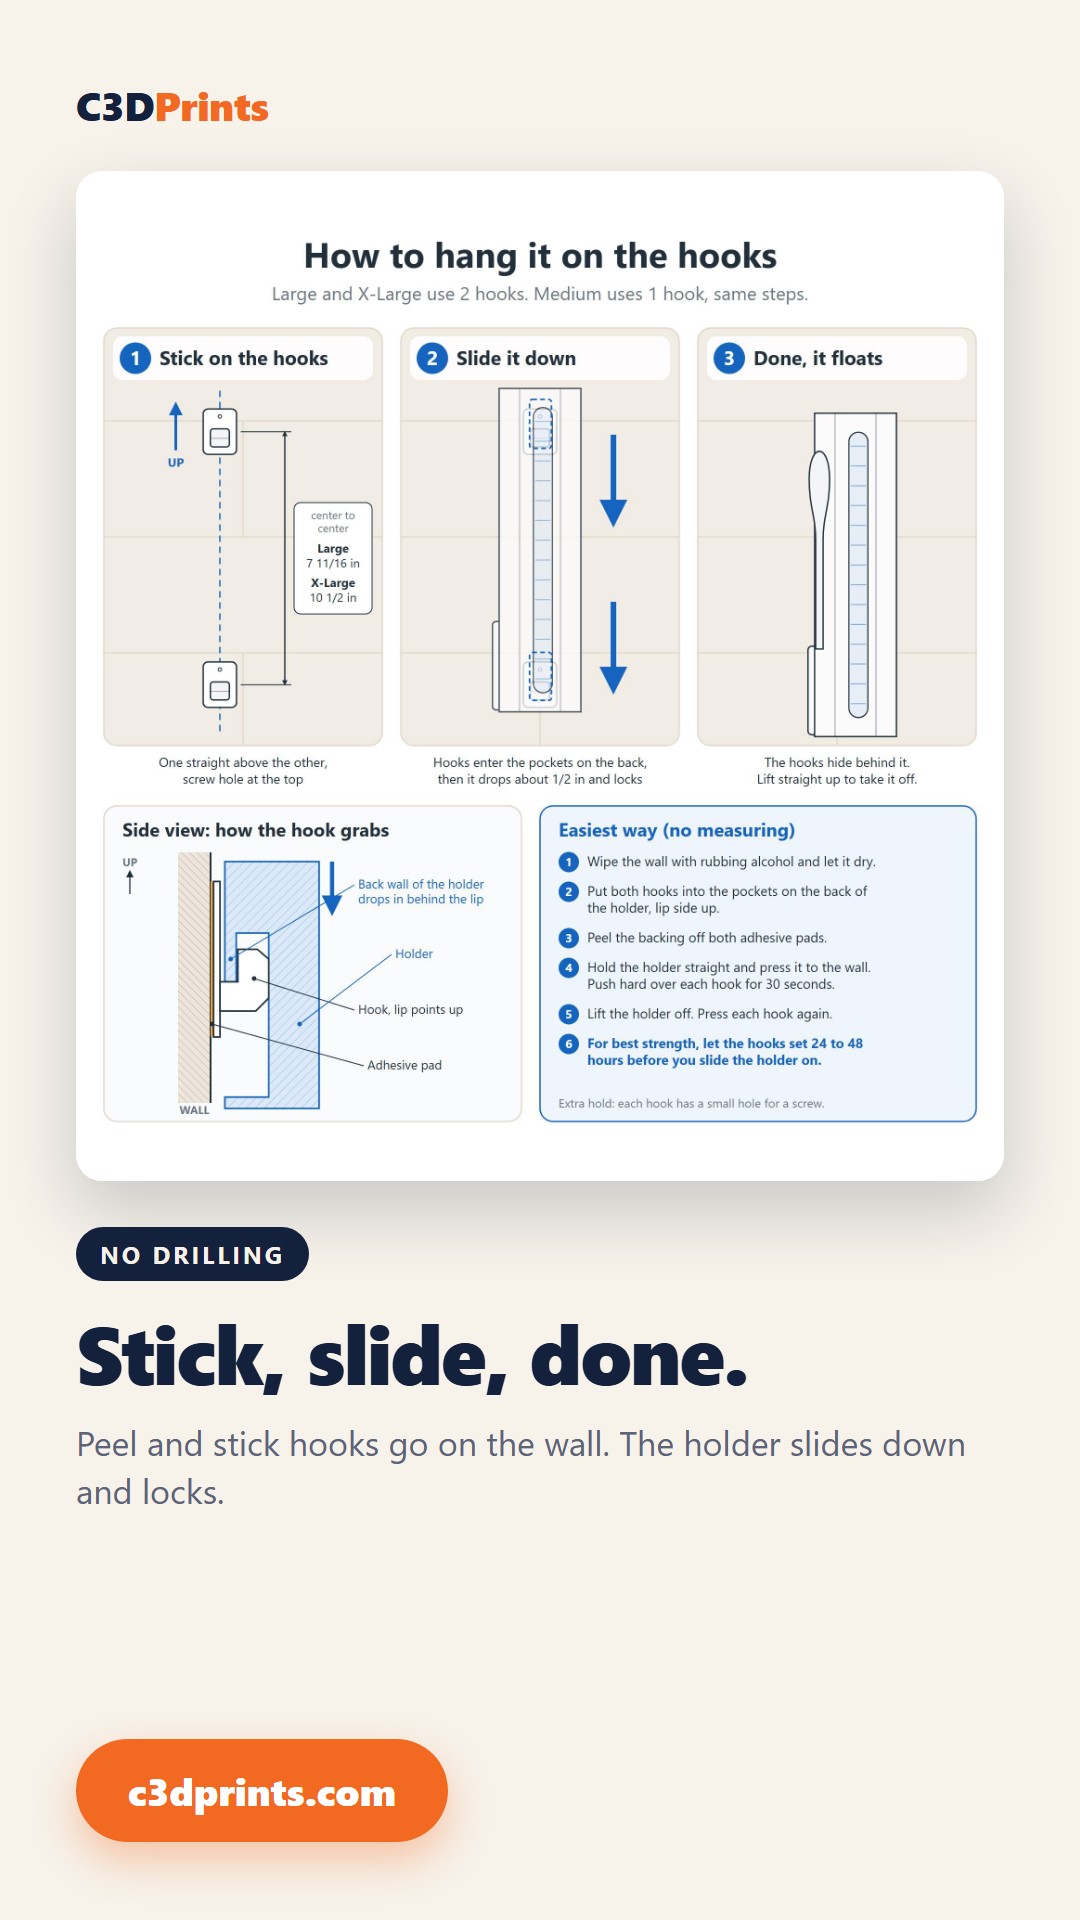 C3DPrints
How to hang it on the hooks
Large and X-Large use 2 hooks. Medium uses 1 hook, same steps.
1 Stick on the hooks
UP
center to
center
Large
7 11/16 in
X-Large
10 1/2 in
One straight above the other,
screw hole at the top
2 Slide it down
Hooks enter the pockets on the back,
then it drops about 1/2 in and locks
3 Done, it floats
The hooks hide behind it.
Lift straight up to take it off.
Side view: how the hook grabs
UP
Back wall of the holder
drops in behind the lip
Holder
Hook, lip points up
Adhesive pad
WALL
Easiest way (no measuring)
1 Wipe the wall with rubbing alcohol and let it dry.
2 Put both hooks into the pockets on the back of
the holder, lip side up.
3 Peel the backing off both adhesive pads.
4 Hold the holder straight and press it to the wall.
Push hard over each hook for 30 seconds.
5 Lift the holder off. Press each hook again.
6 For best strength, let the hooks set 24 to 48
hours before you slide the holder on.
Extra hold: each hook has a small hole for a screw.
NO DRILLING
Stick, slide, done.
Peel and stick hooks go on the wall. The holder slides down
and locks.
c3dprints.com